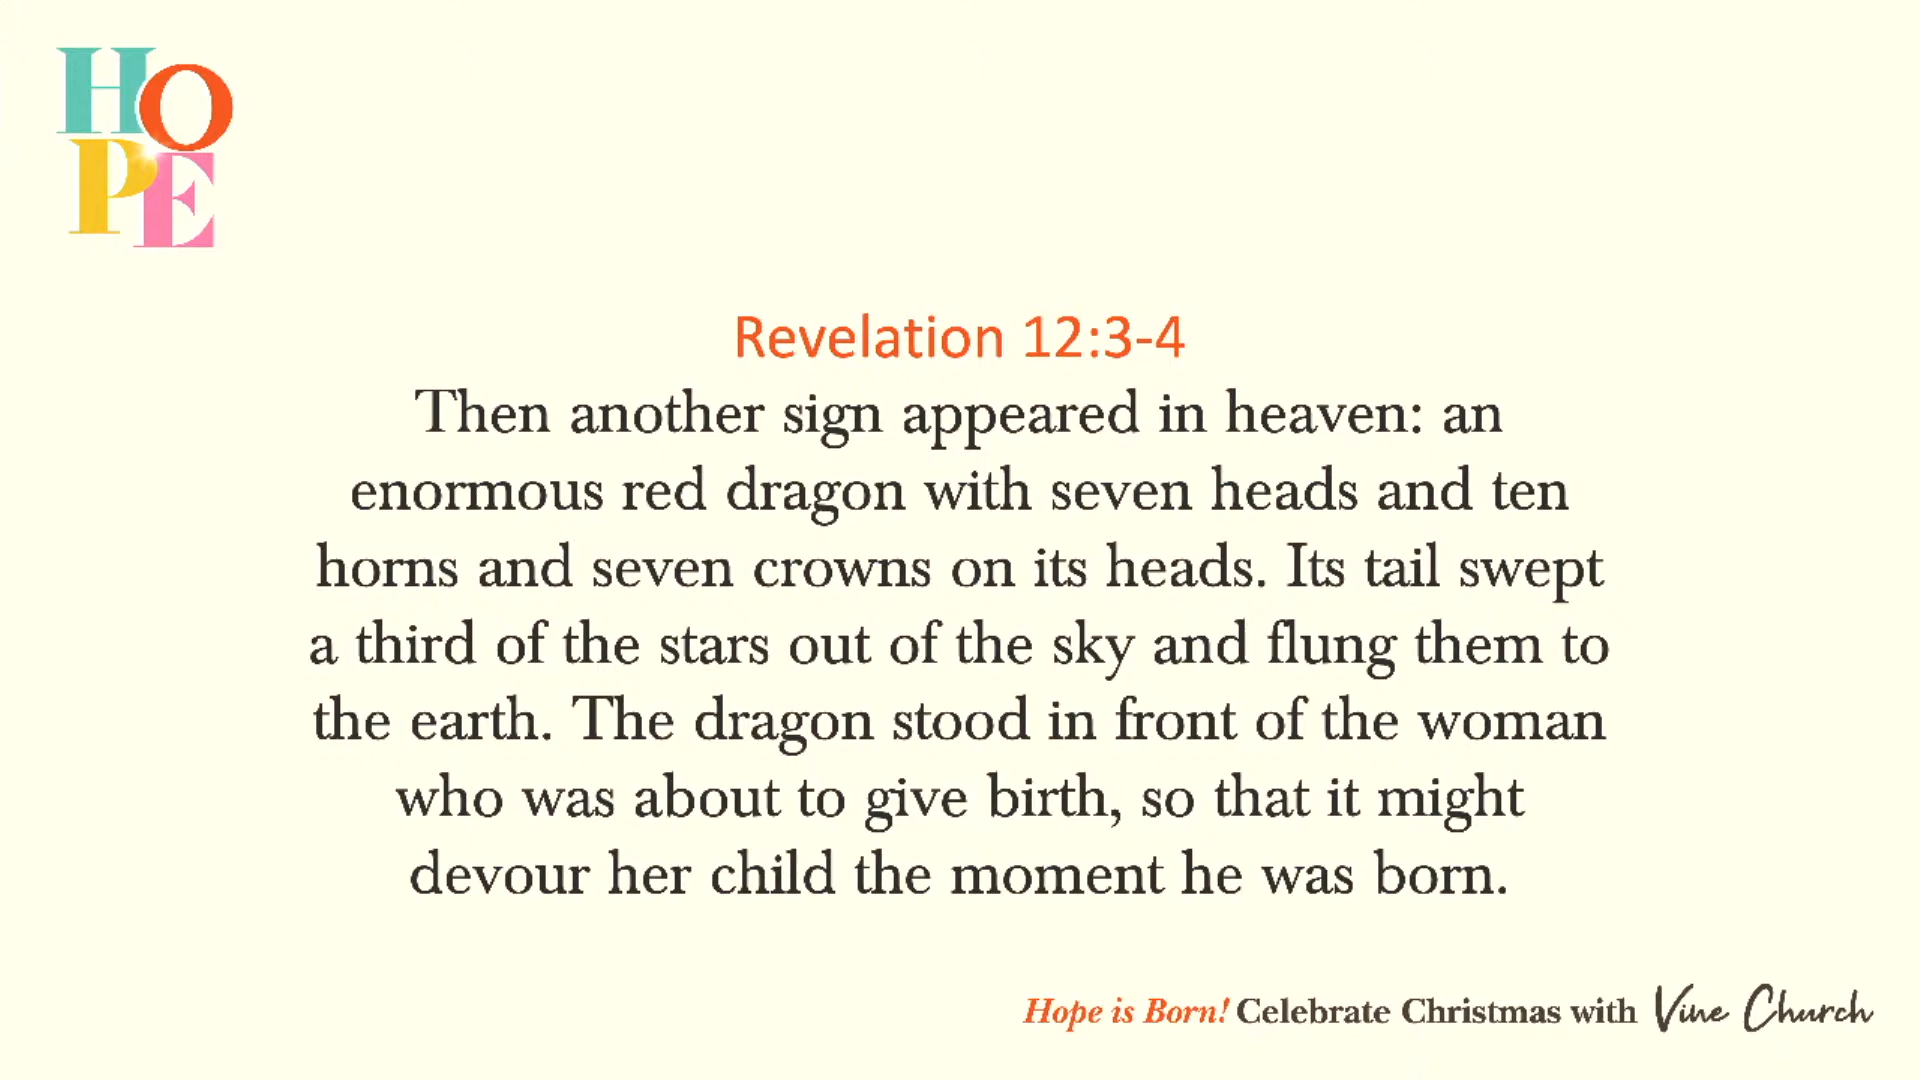 HOPE
Revelation 12:3-4
Then another sign appeared in heaven: an
enormous red dragon with seven heads and ten
horns and seven crowns on its heads. Its tail swept
a third of the stars out of the sky and flung them to
the earth. The dragon stood in front of the woman
who was about to give birth, so that it might
devour her child the moment he was born.
Hope is Born! Celebrate Christmas with Vine Church